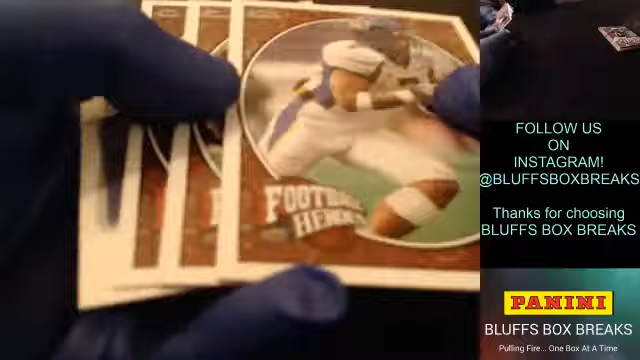 FOOTBALL
HEROES
FOLLOW US
ON
INSTAGRAM!
@BLUFFSBOXBREAKS
Thanks for choosing
BLUFFS BOX BREAKS
PANINI
BLUFFS BOX BREAKS
Pulling Fire... One Box At A Time